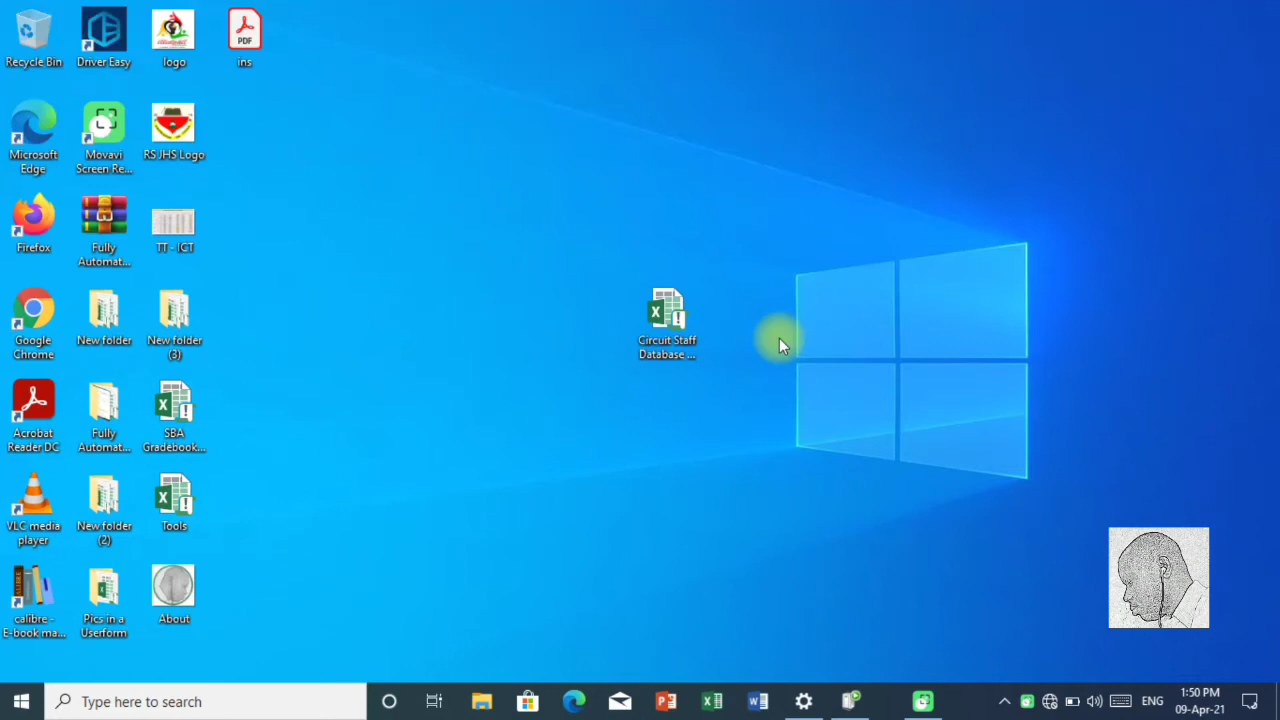 Recycle Bin
Driver Easy
logo
PDF
ins
Microsoft
Edge
Movavi
Screen Re...
RS JHS Logo
Firefox
Fully
Automat...
TT - ICT
Google
Chrome
New folder
New folder
(3)
Circuit Staff
Database ...
Acrobat
Reader DC
Fully
Automat...
SBA
Gradebook...
VLC media
player
New folder
(2)
Tools
calibre -
E-book ma...
Pics in a
Userform
About
Type here to search
ENG
1:50 PM
09-Apr-21